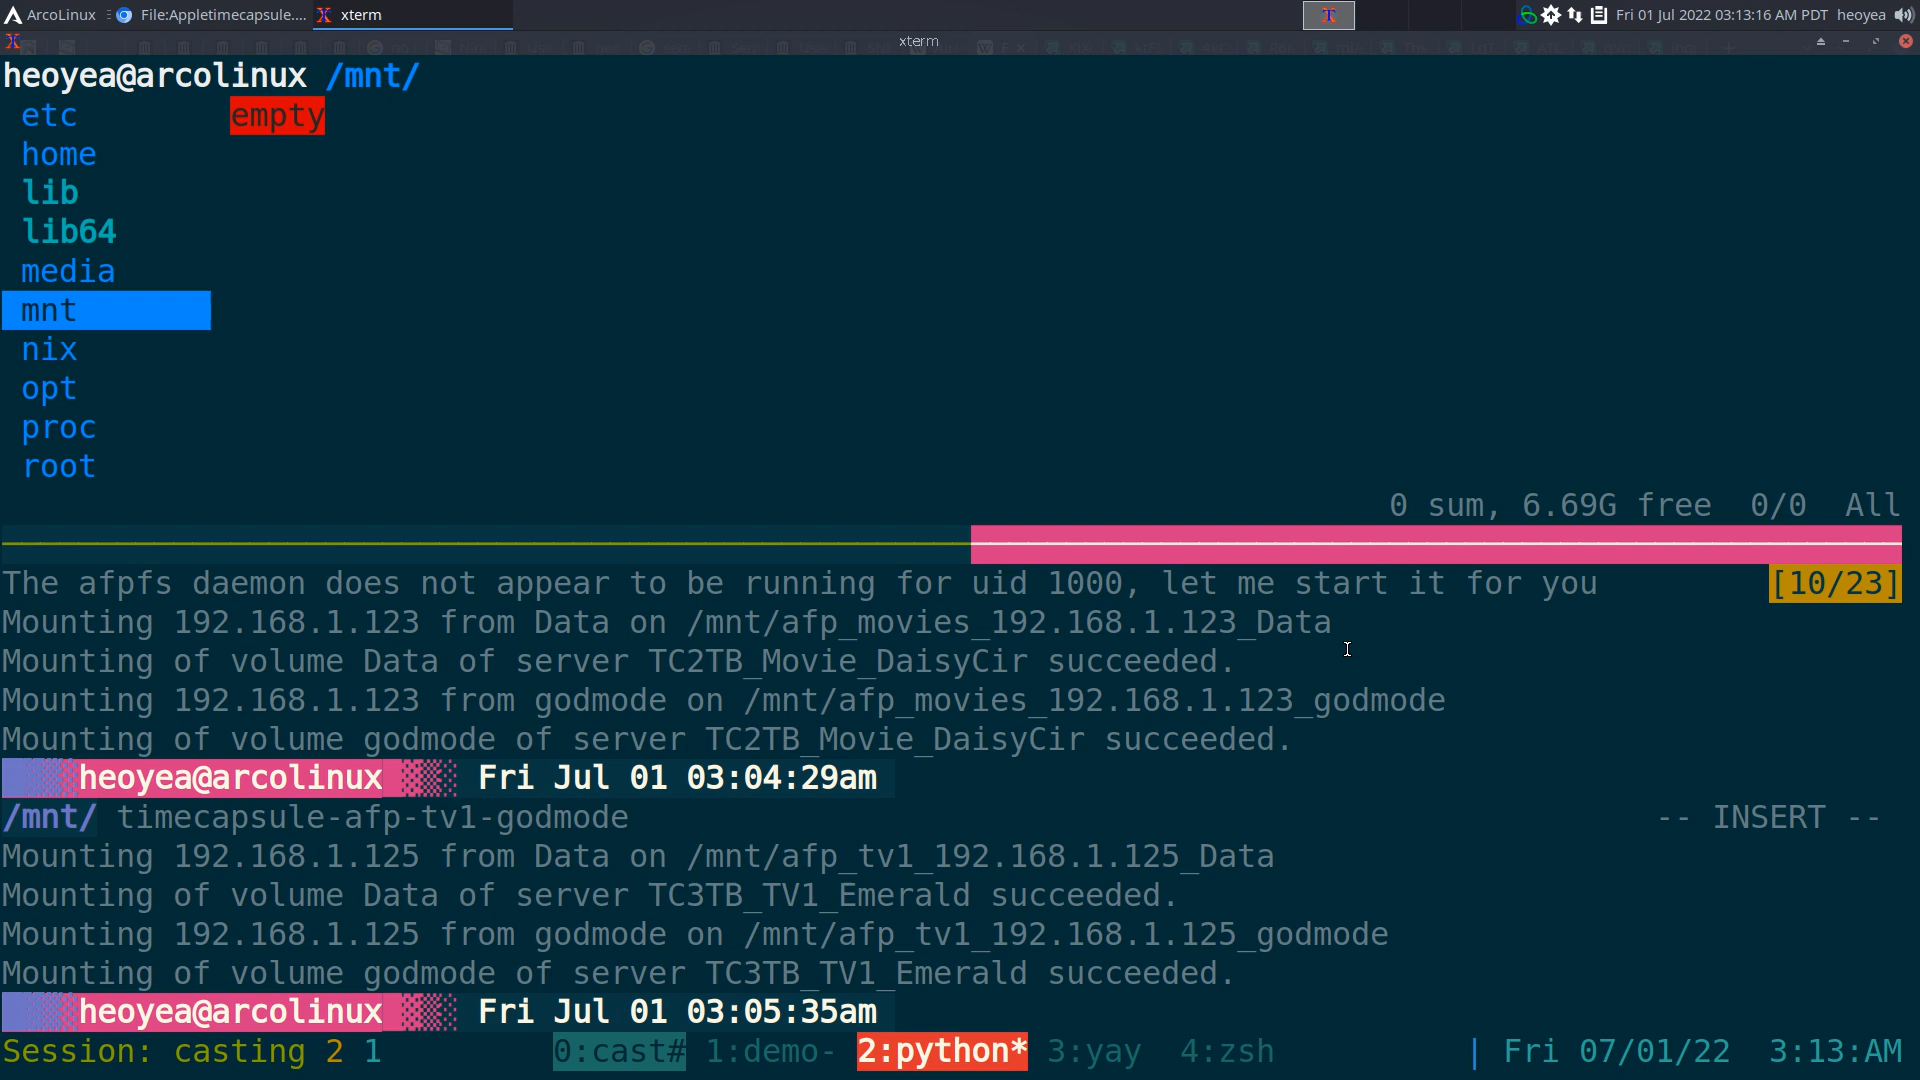 ArcoLinux File:Appletimecapsule.... xterm Fri 01 Jul 2022 03:13:16 AM PDT heoyea
xterm
heoyea@arcolinux /mnt/
etc empty
home
lib
lib64
media
mnt
nix
opt
proc
root
0 sum, 6.69G free 0/0 All
The afpfs daemon does not appear to be running for uid 1000, let me start it for you [10/23]
Mounting 192.168.1.123 from Data on /mnt/afp_movies_192.168.1.123_Data
Mounting of volume Data of server TC2TB_Movie_DaisyCir succeeded.
Mounting 192.168.1.123 from godmode on /mnt/afp_movies_192.168.1.123_godmode
Mounting of volume godmode of server TC2TB_Movie_DaisyCir succeeded.
heoyea@arcolinux Fri Jul 01 03:04:29am
/mnt/ timecapsule-afp-tv1-godmode -- INSERT --
Mounting 192.168.1.125 from Data on /mnt/afp_tv1_192.168.1.125_Data
Mounting of volume Data of server TC3TB_TV1_Emerald succeeded.
Mounting 192.168.1.125 from godmode on /mnt/afp_tv1_192.168.1.125_godmode
Mounting of volume godmode of server TC3TB_TV1_Emerald succeeded.
heoyea@arcolinux Fri Jul 01 03:05:35am
Session: casting 2 1 0:cast# 1:demo- 2:python* 3:yay 4:zsh | Fri 07/01/22 3:13:AM